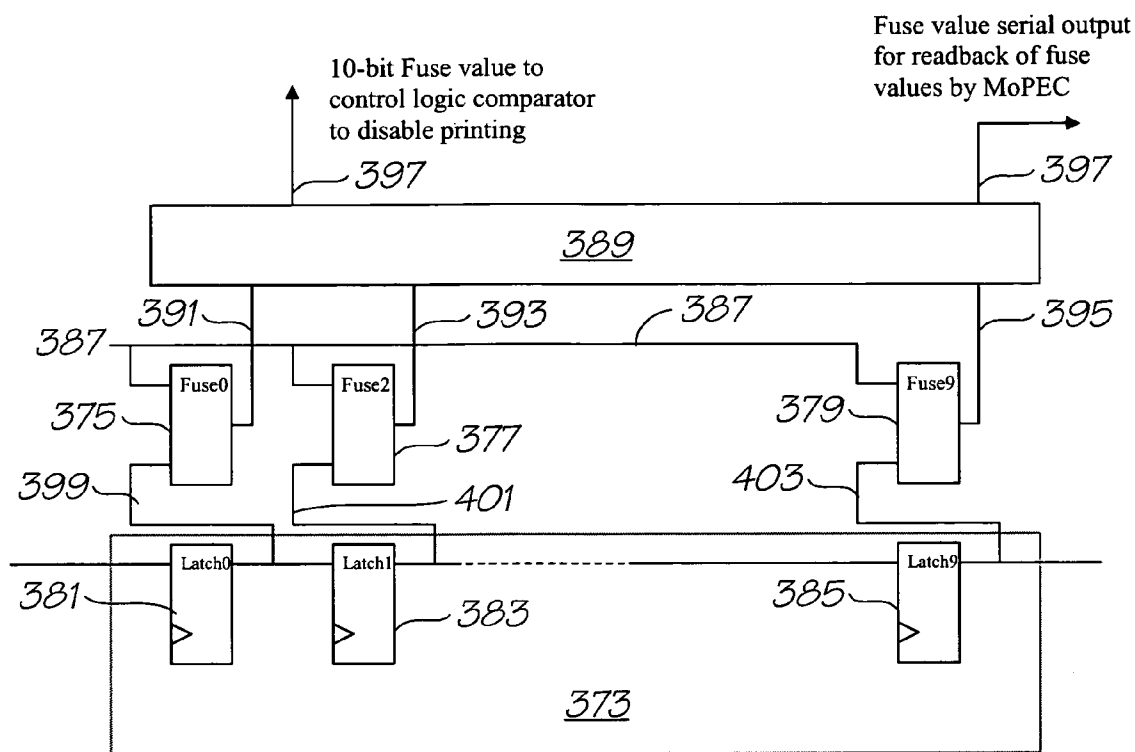 Fuse value serial output
for readback of fuse
values by MoPEC
10-bit Fuse value to
control logic comparator
to disable printing
397
397
389
391
393
387
395
387
Fuse0
Fuse2
Fuse9
375
377
379
399
401
403
Latch0
Latch1
Latch9
381
383
385
373